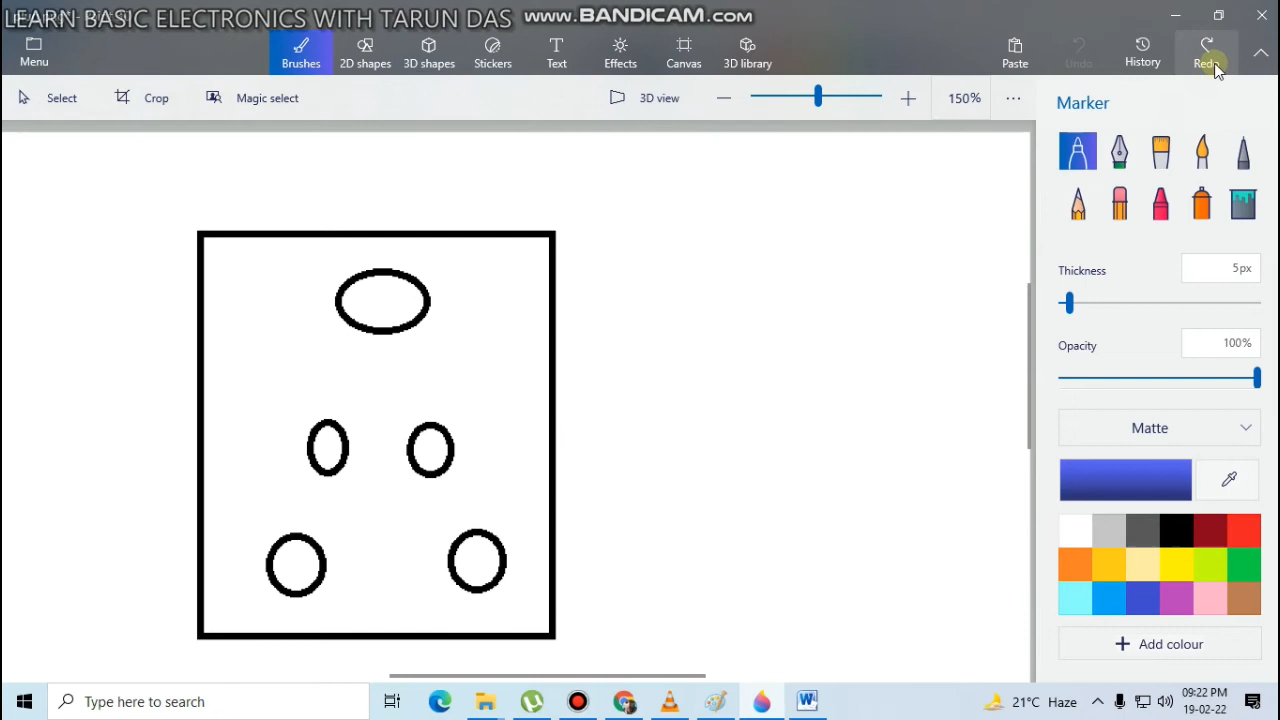 LEARN BASIC ELECTRONICS WITH TARUN DAS www.BANDICAM.com
Menu
Brushes
2D shapes
3D shapes
Stickers
Text
Effects
Canvas
3D library
Paste
Undo
History
Redo
Select
Crop
Magic select
3D view
150%
Marker
Thickness
5px
Opacity
100%
Matte
Add colour
Type here to search
21°C Haze
09:22 PM
19-02-22